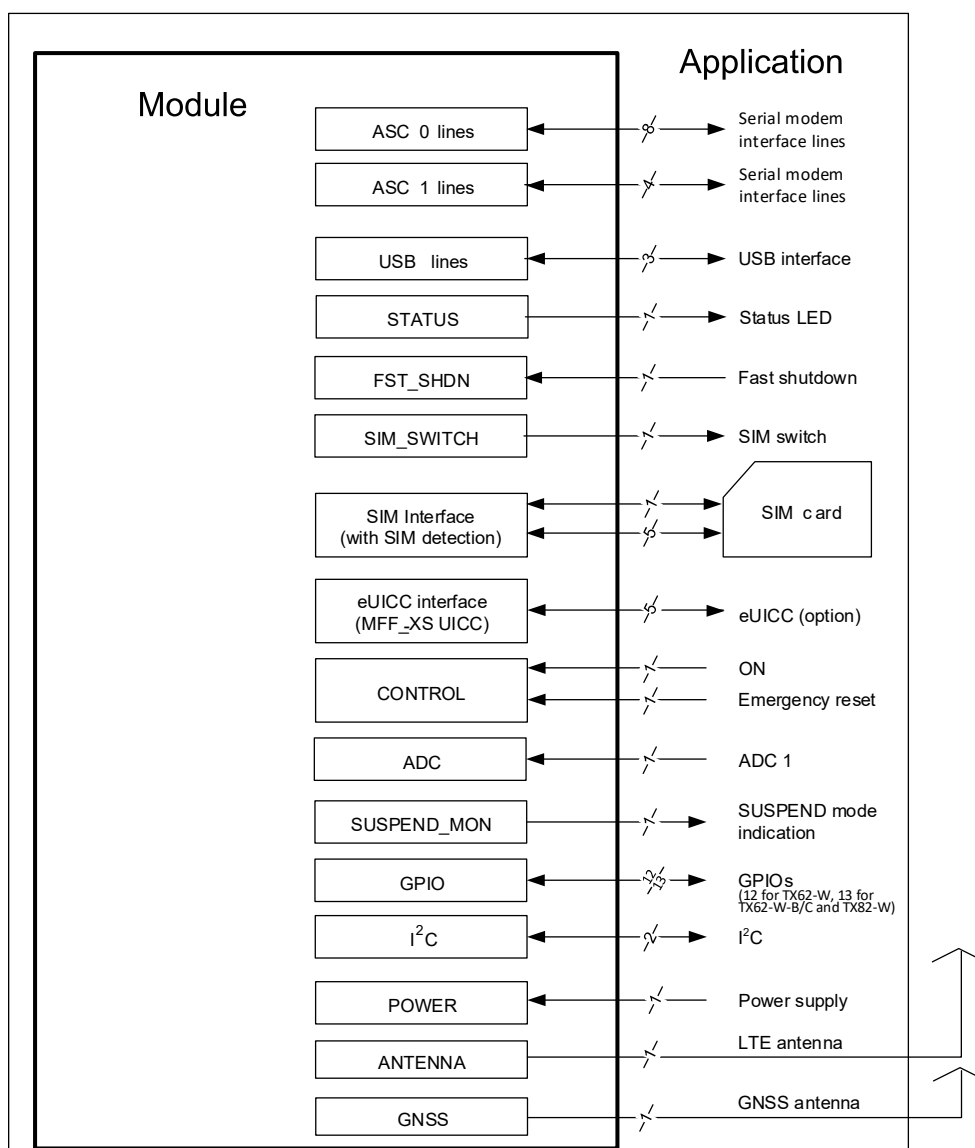 Application
Module
ASC 0 lines
8
Serial modem
interface lines
ASC 1 lines
4
Serial modem
interface lines
USB lines
3
USB interface
STATUS
1
Status LED
FST_SHDN
1
Fast shutdown
SIM_SWITCH
1
SIM switch
SIM Interface
(with SIM detection)
1
5
SIM card
eUICC interface
(MFF_XS UICC)
5
eUICC (option)
CONTROL
1
ON
1
Emergency reset
ADC
1
ADC 1
SUSPEND_MON
1
SUSPEND mode
indication
GPIO
12
13
GPIOs
(12 for TX62-W, 13 for
TX62-W-B/C and TX82-W)
I²C
2
I²C
POWER
1
Power supply
ANTENNA
1
LTE antenna
GNSS
1
GNSS antenna